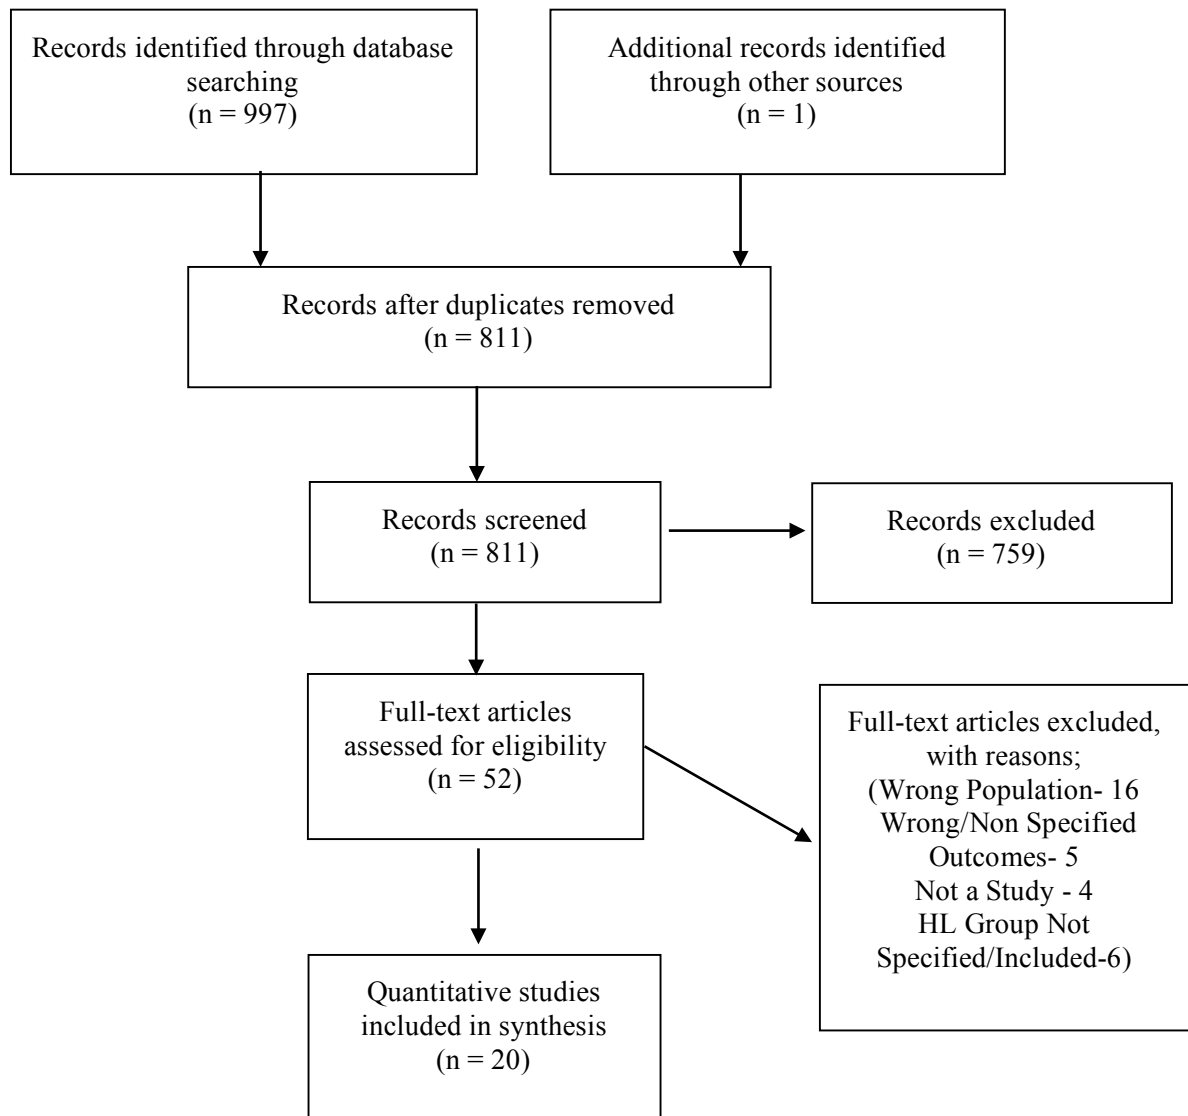 Records identified through database
searching
(n = 997)
Additional records identified
through other sources
(n = 1)
Records after duplicates removed
(n = 811)
Records screened
(n = 811)
Records excluded
(n = 759)
Full-text articles
assessed for eligibility
(n = 52)
Full-text articles excluded,
with reasons;
(Wrong Population- 16
Wrong/Non Specified
Outcomes- 5
Not a Study - 4
HL Group Not
Specified/Included-6)
Quantitative studies
included in synthesis
(n = 20)